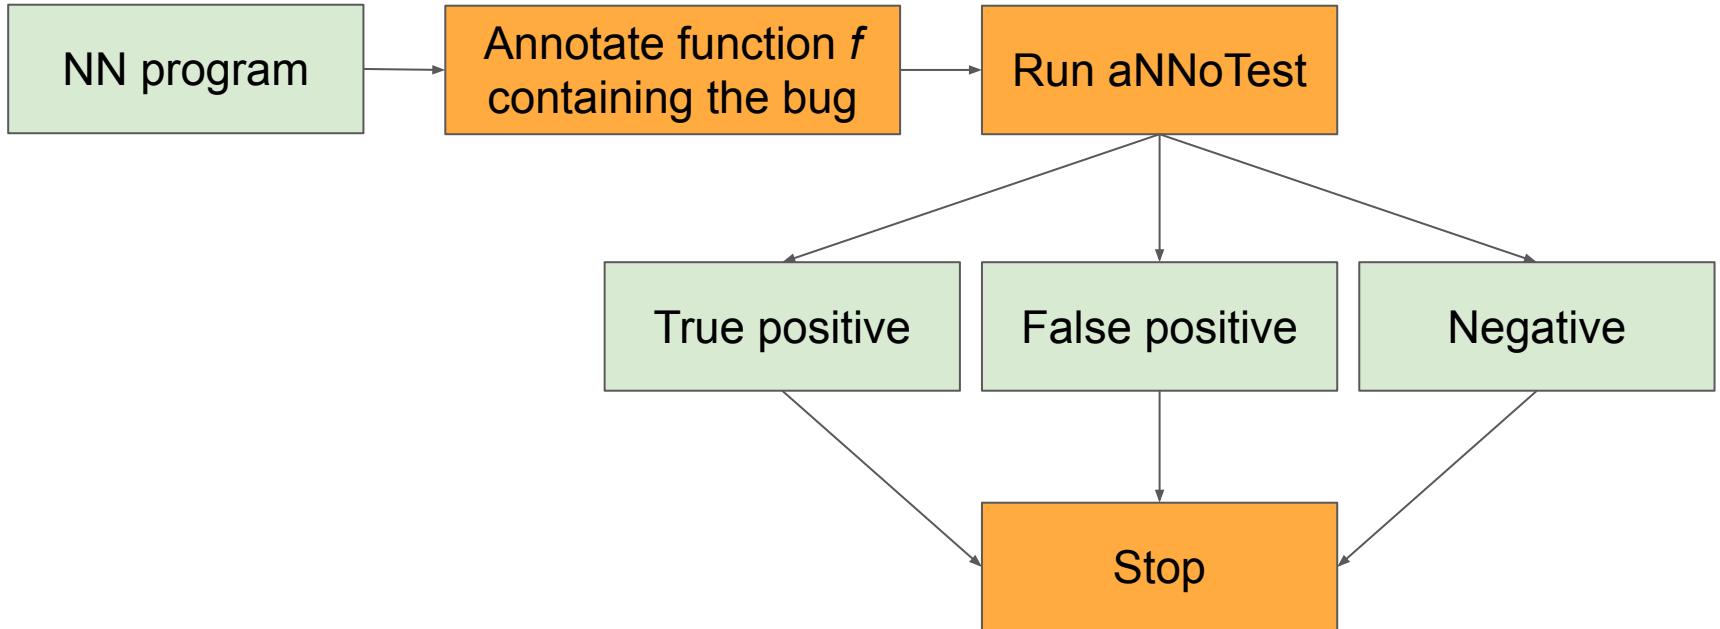 NN program
Annotate function f
containing the bug
Run aNNoTest
True positive
False positive
Negative
Stop